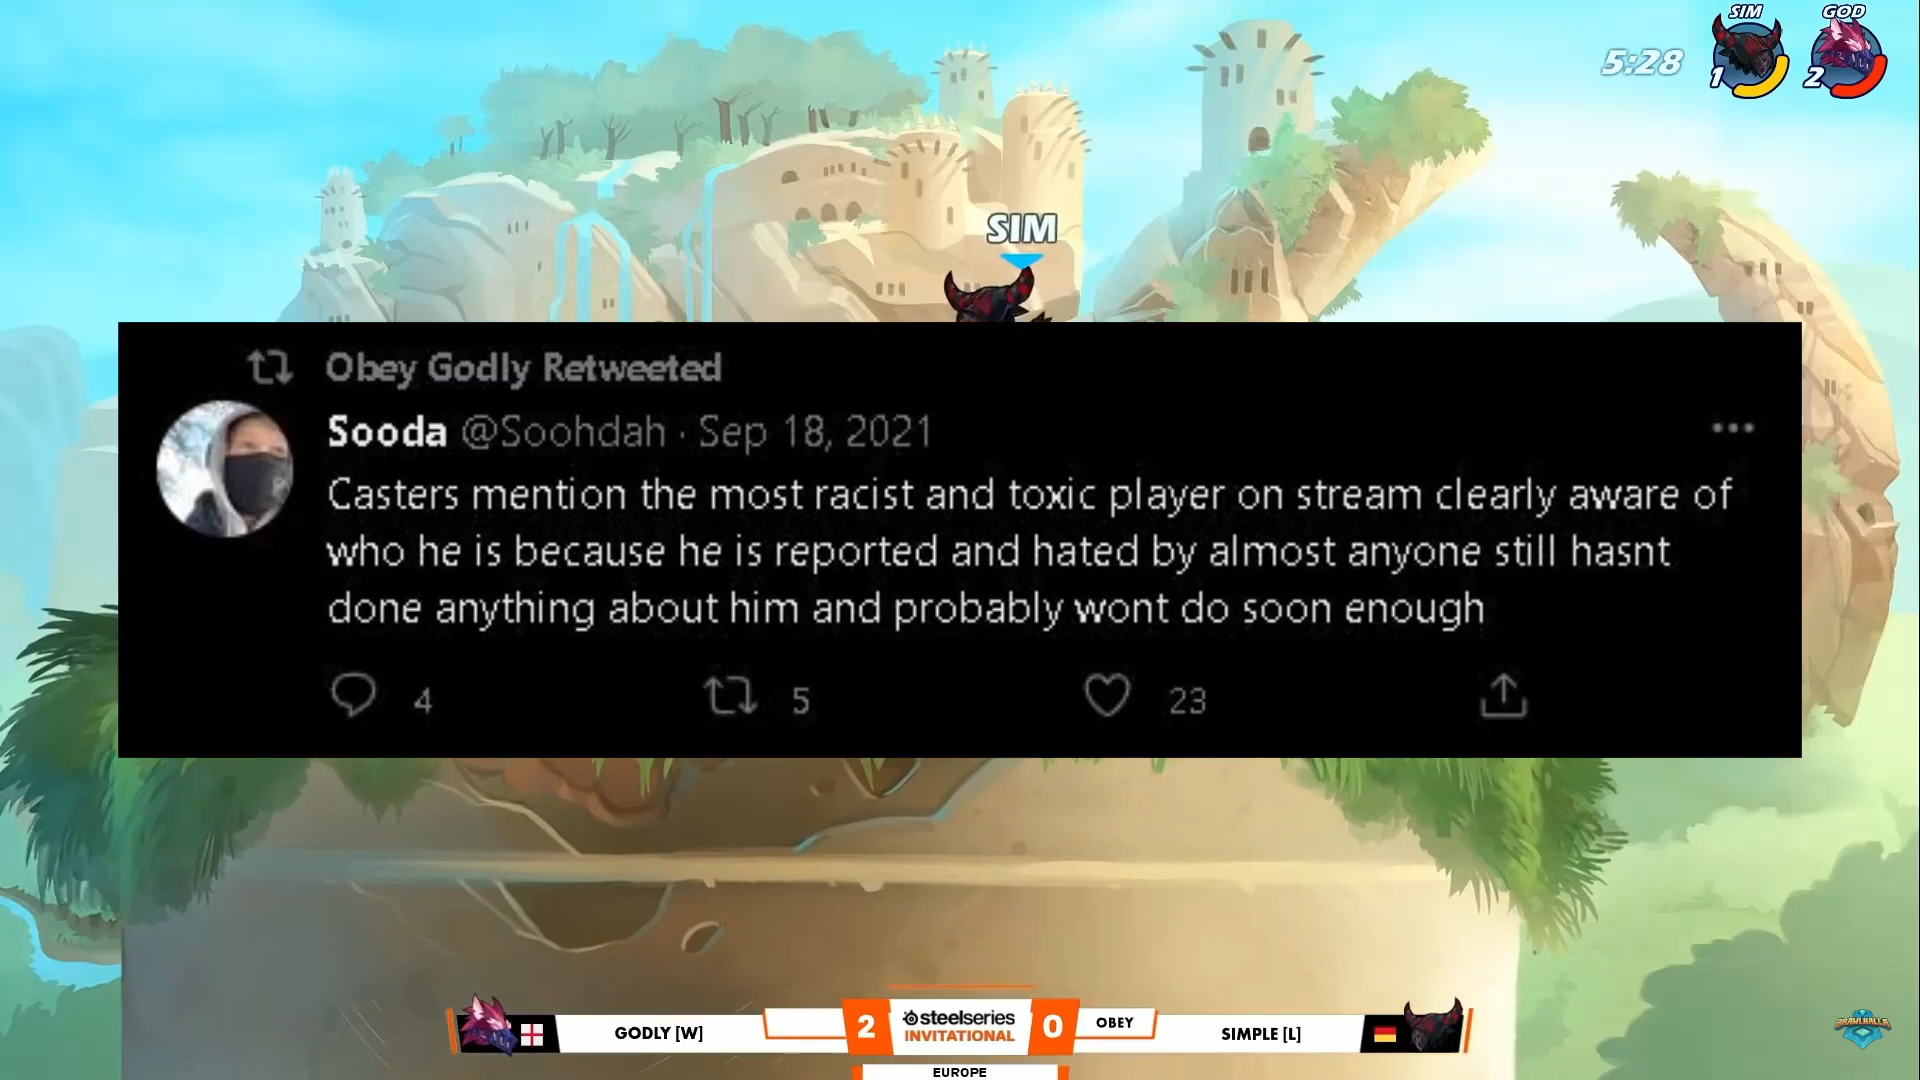 SIM
GOD
5:28
1
2
SIM
Obey Godly Retweeted
Sooda @Soohdah · Sep 18, 2021
Casters mention the most racist and toxic player on stream clearly aware of
who he is because he is reported and hated by almost anyone still hasnt
done anything about him and probably wont do soon enough
4
5
23
GODLY [W]
2
steelseries
INVITATIONAL
0
OBEY
SIMPLE [L]
EUROPE
BRAWLHALLA